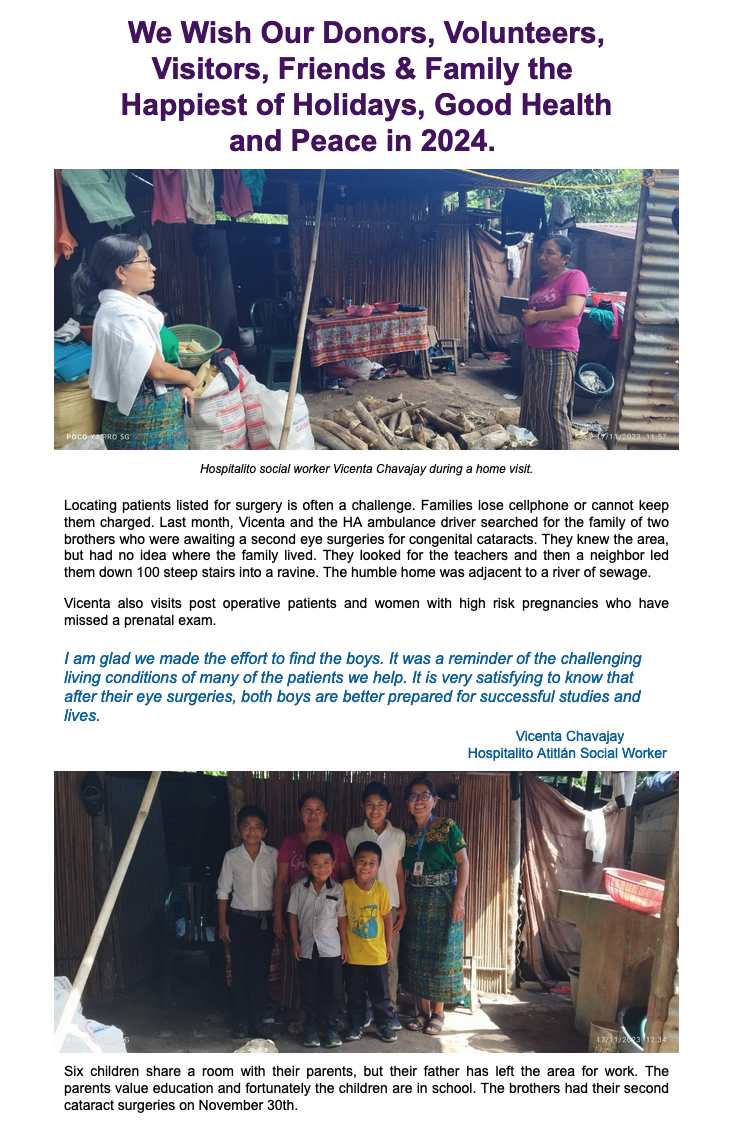 We Wish Our Donors, Volunteers,
Visitors, Friends & Family the
Happiest of Holidays, Good Health
and Peace in 2024.
POCO X4 PRO 5G
17/11/2023 11:57
Hospitalito social worker Vicenta Chavajay during a home visit.
Locating patients listed for surgery is often a challenge. Families lose cellphone or cannot keep
them charged. Last month, Vicenta and the HA ambulance driver searched for the family of two
brothers who were awaiting a second eye surgeries for congenital cataracts. They knew the area,
but had no idea where the family lived. They looked for the teachers and then a neighbor led
them down 100 steep stairs into a ravine. The humble home was adjacent to a river of sewage.
Vicenta also visits post operative patients and women with high risk pregnancies who have
missed a prenatal exam.
I am glad we made the effort to find the boys. It was a reminder of the challenging
living conditions of many of the patients we help. It is very satisfying to know that
after their eye surgeries, both boys are better prepared for successful studies and
lives.
Vicenta Chavajay
Hospitalito Atitlán Social Worker
17/11/2023 12:34
Six children share a room with their parents, but their father has left the area for work. The
parents value education and fortunately the children are in school. The brothers had their second
cataract surgeries on November 30th.